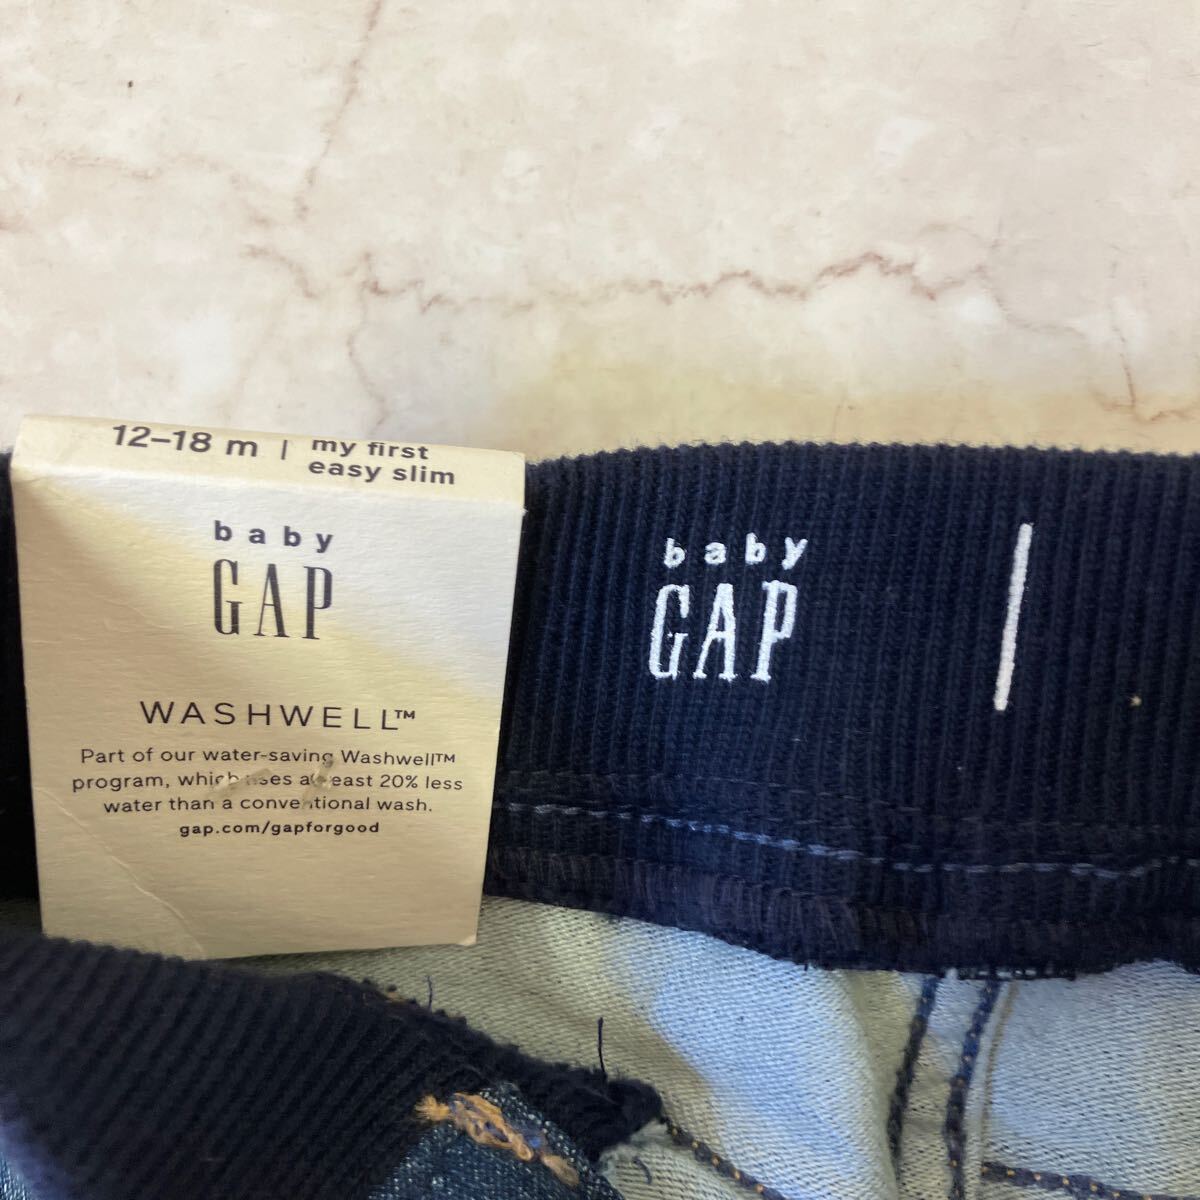 12–18 m | my first
easy slim
baby
GAP
WASHWELL™
Part of our water-saving Washwell™
program, which uses at least 20% less
water than a conventional wash.
gap.com/gapforgood
baby
GAP